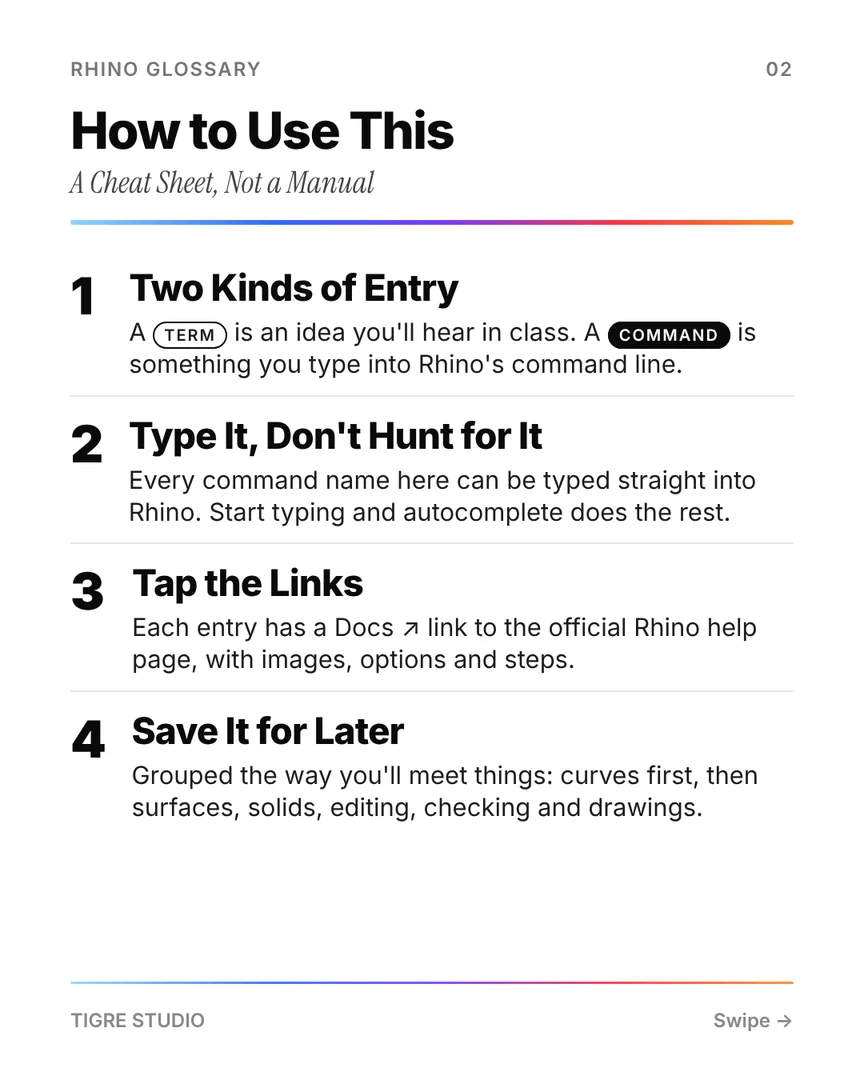 RHINO GLOSSARY 02
How to Use This
A Cheat Sheet, Not a Manual
1 Two Kinds of Entry
A TERM is an idea you'll hear in class. A COMMAND is
something you type into Rhino's command line.
2 Type It, Don't Hunt for It
Every command name here can be typed straight into
Rhino. Start typing and autocomplete does the rest.
3 Tap the Links
Each entry has a Docs ↗ link to the official Rhino help
page, with images, options and steps.
4 Save It for Later
Grouped the way you'll meet things: curves first, then
surfaces, solids, editing, checking and drawings.
TIGRE STUDIO Swipe →